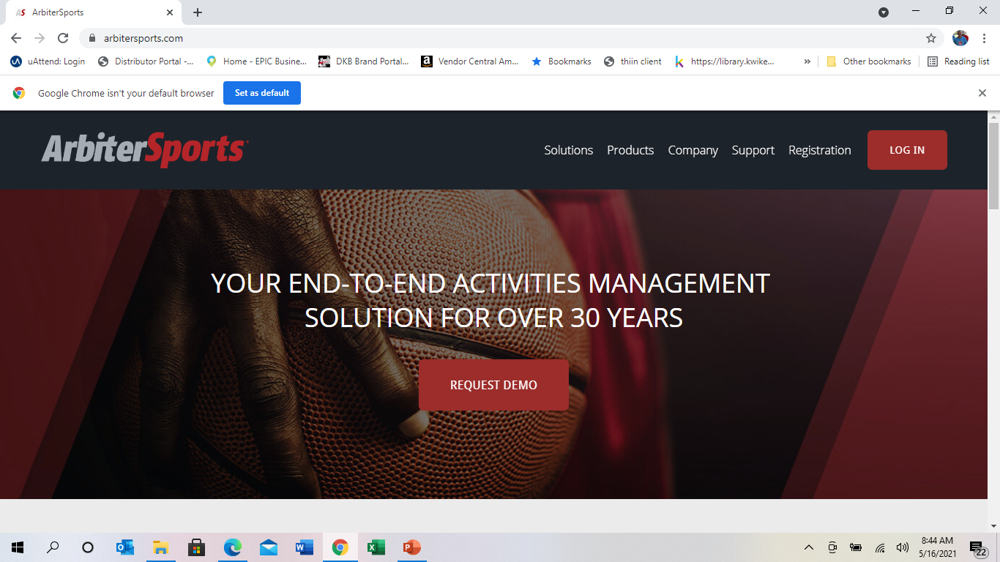 AS ArbiterSports
arbitersports.com
uAttend: Login Distributor Portal -... Home - EPIC Busine... DKB Brand Portal... Vendor Central Am... Bookmarks thiin client https://library.kwike... » Other bookmarks Reading list
Google Chrome isn't your default browser Set as default
ArbiterSports Solutions Products Company Support Registration LOG IN
YOUR END-TO-END ACTIVITIES MANAGEMENT
SOLUTION FOR OVER 30 YEARS
REQUEST DEMO
8:44 AM
5/16/2021
22